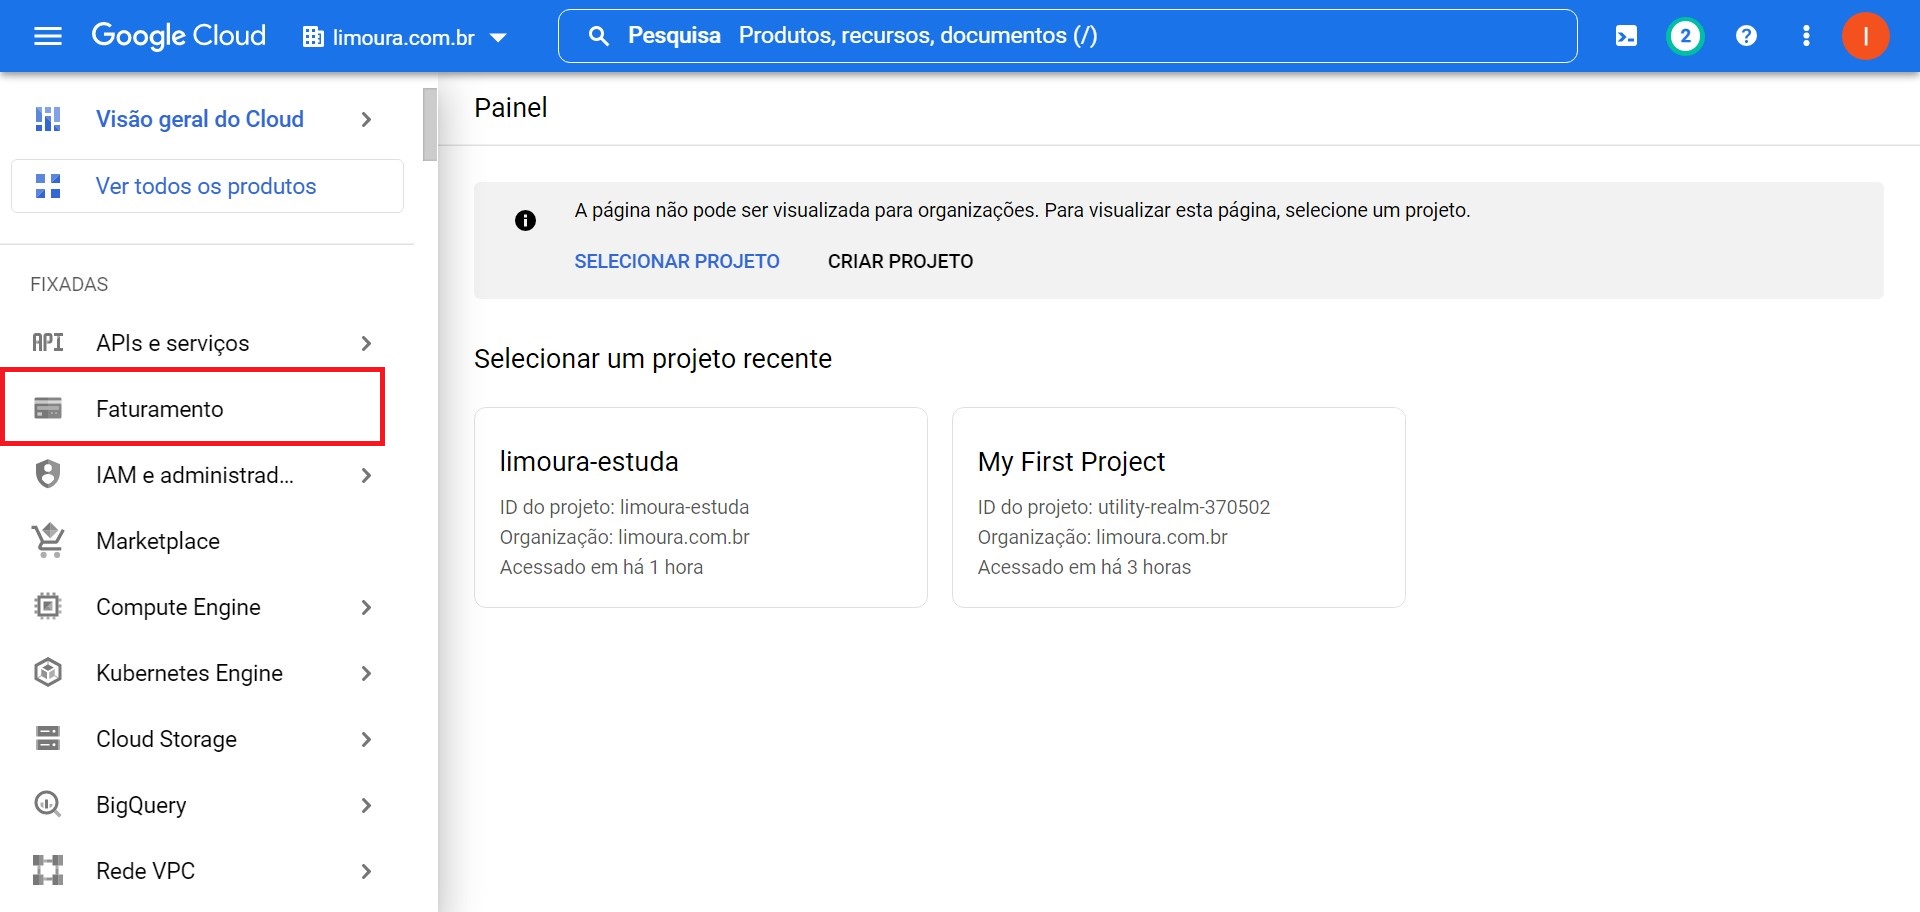 Google Cloud
limoura.com.br
Pesquisa Produtos, recursos, documentos (/)
2
I
Visão geral do Cloud
Ver todos os produtos
FIXADAS
API APIs e serviços
Faturamento
IAM e administrad...
Marketplace
Compute Engine
Kubernetes Engine
Cloud Storage
BigQuery
Rede VPC
Painel
A página não pode ser visualizada para organizações. Para visualizar esta página, selecione um projeto.
SELECIONAR PROJETO CRIAR PROJETO
Selecionar um projeto recente
limoura-estuda
ID do projeto: limoura-estuda
Organização: limoura.com.br
Acessado em há 1 hora
My First Project
ID do projeto: utility-realm-370502
Organização: limoura.com.br
Acessado em há 3 horas